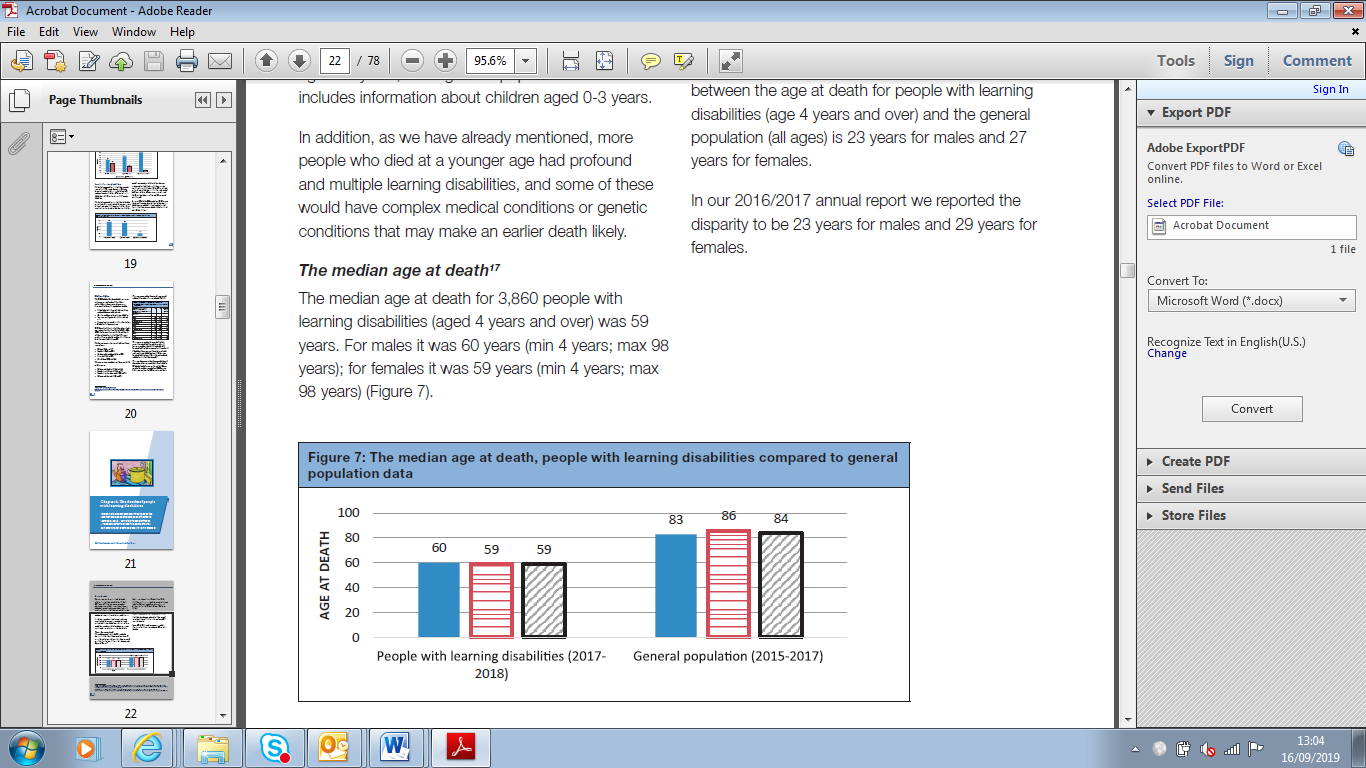 Acrobat Document - Adobe Reader
File Edit View Window Help
22 / 78
95.6%
Tools Sign Comment
Page Thumbnails
19
20
21
22
includes information about children aged 0-3 years.
In addition, as we have already mentioned, more
people who died at a younger age had profound
and multiple learning disabilities, and some of these
would have complex medical conditions or genetic
conditions that may make an earlier death likely.
The median age at death17
The median age at death for 3,860 people with
learning disabilities (aged 4 years and over) was 59
years. For males it was 60 years (min 4 years; max 98
years); for females it was 59 years (min 4 years; max
98 years) (Figure 7).
between the age at death for people with learning
disabilities (age 4 years and over) and the general
population (all ages) is 23 years for males and 27
years for females.
In our 2016/2017 annual report we reported the
disparity to be 23 years for males and 29 years for
females.
Figure 7: The median age at death, people with learning disabilities compared to general
population data
AGE AT DEATH
100
80
60
40
20
0
60 59 59
83 86 84
People with learning disabilities (2017-
2018)
General population (2015-2017)
Sign In
Export PDF
Adobe ExportPDF
Convert PDF files to Word or Excel
online.
Select PDF File:
Acrobat Document
1 file
Convert To:
Microsoft Word (*.docx)
Recognize Text in English(U.S.)
Change
Convert
Create PDF
Send Files
Store Files
13:04
16/09/2019